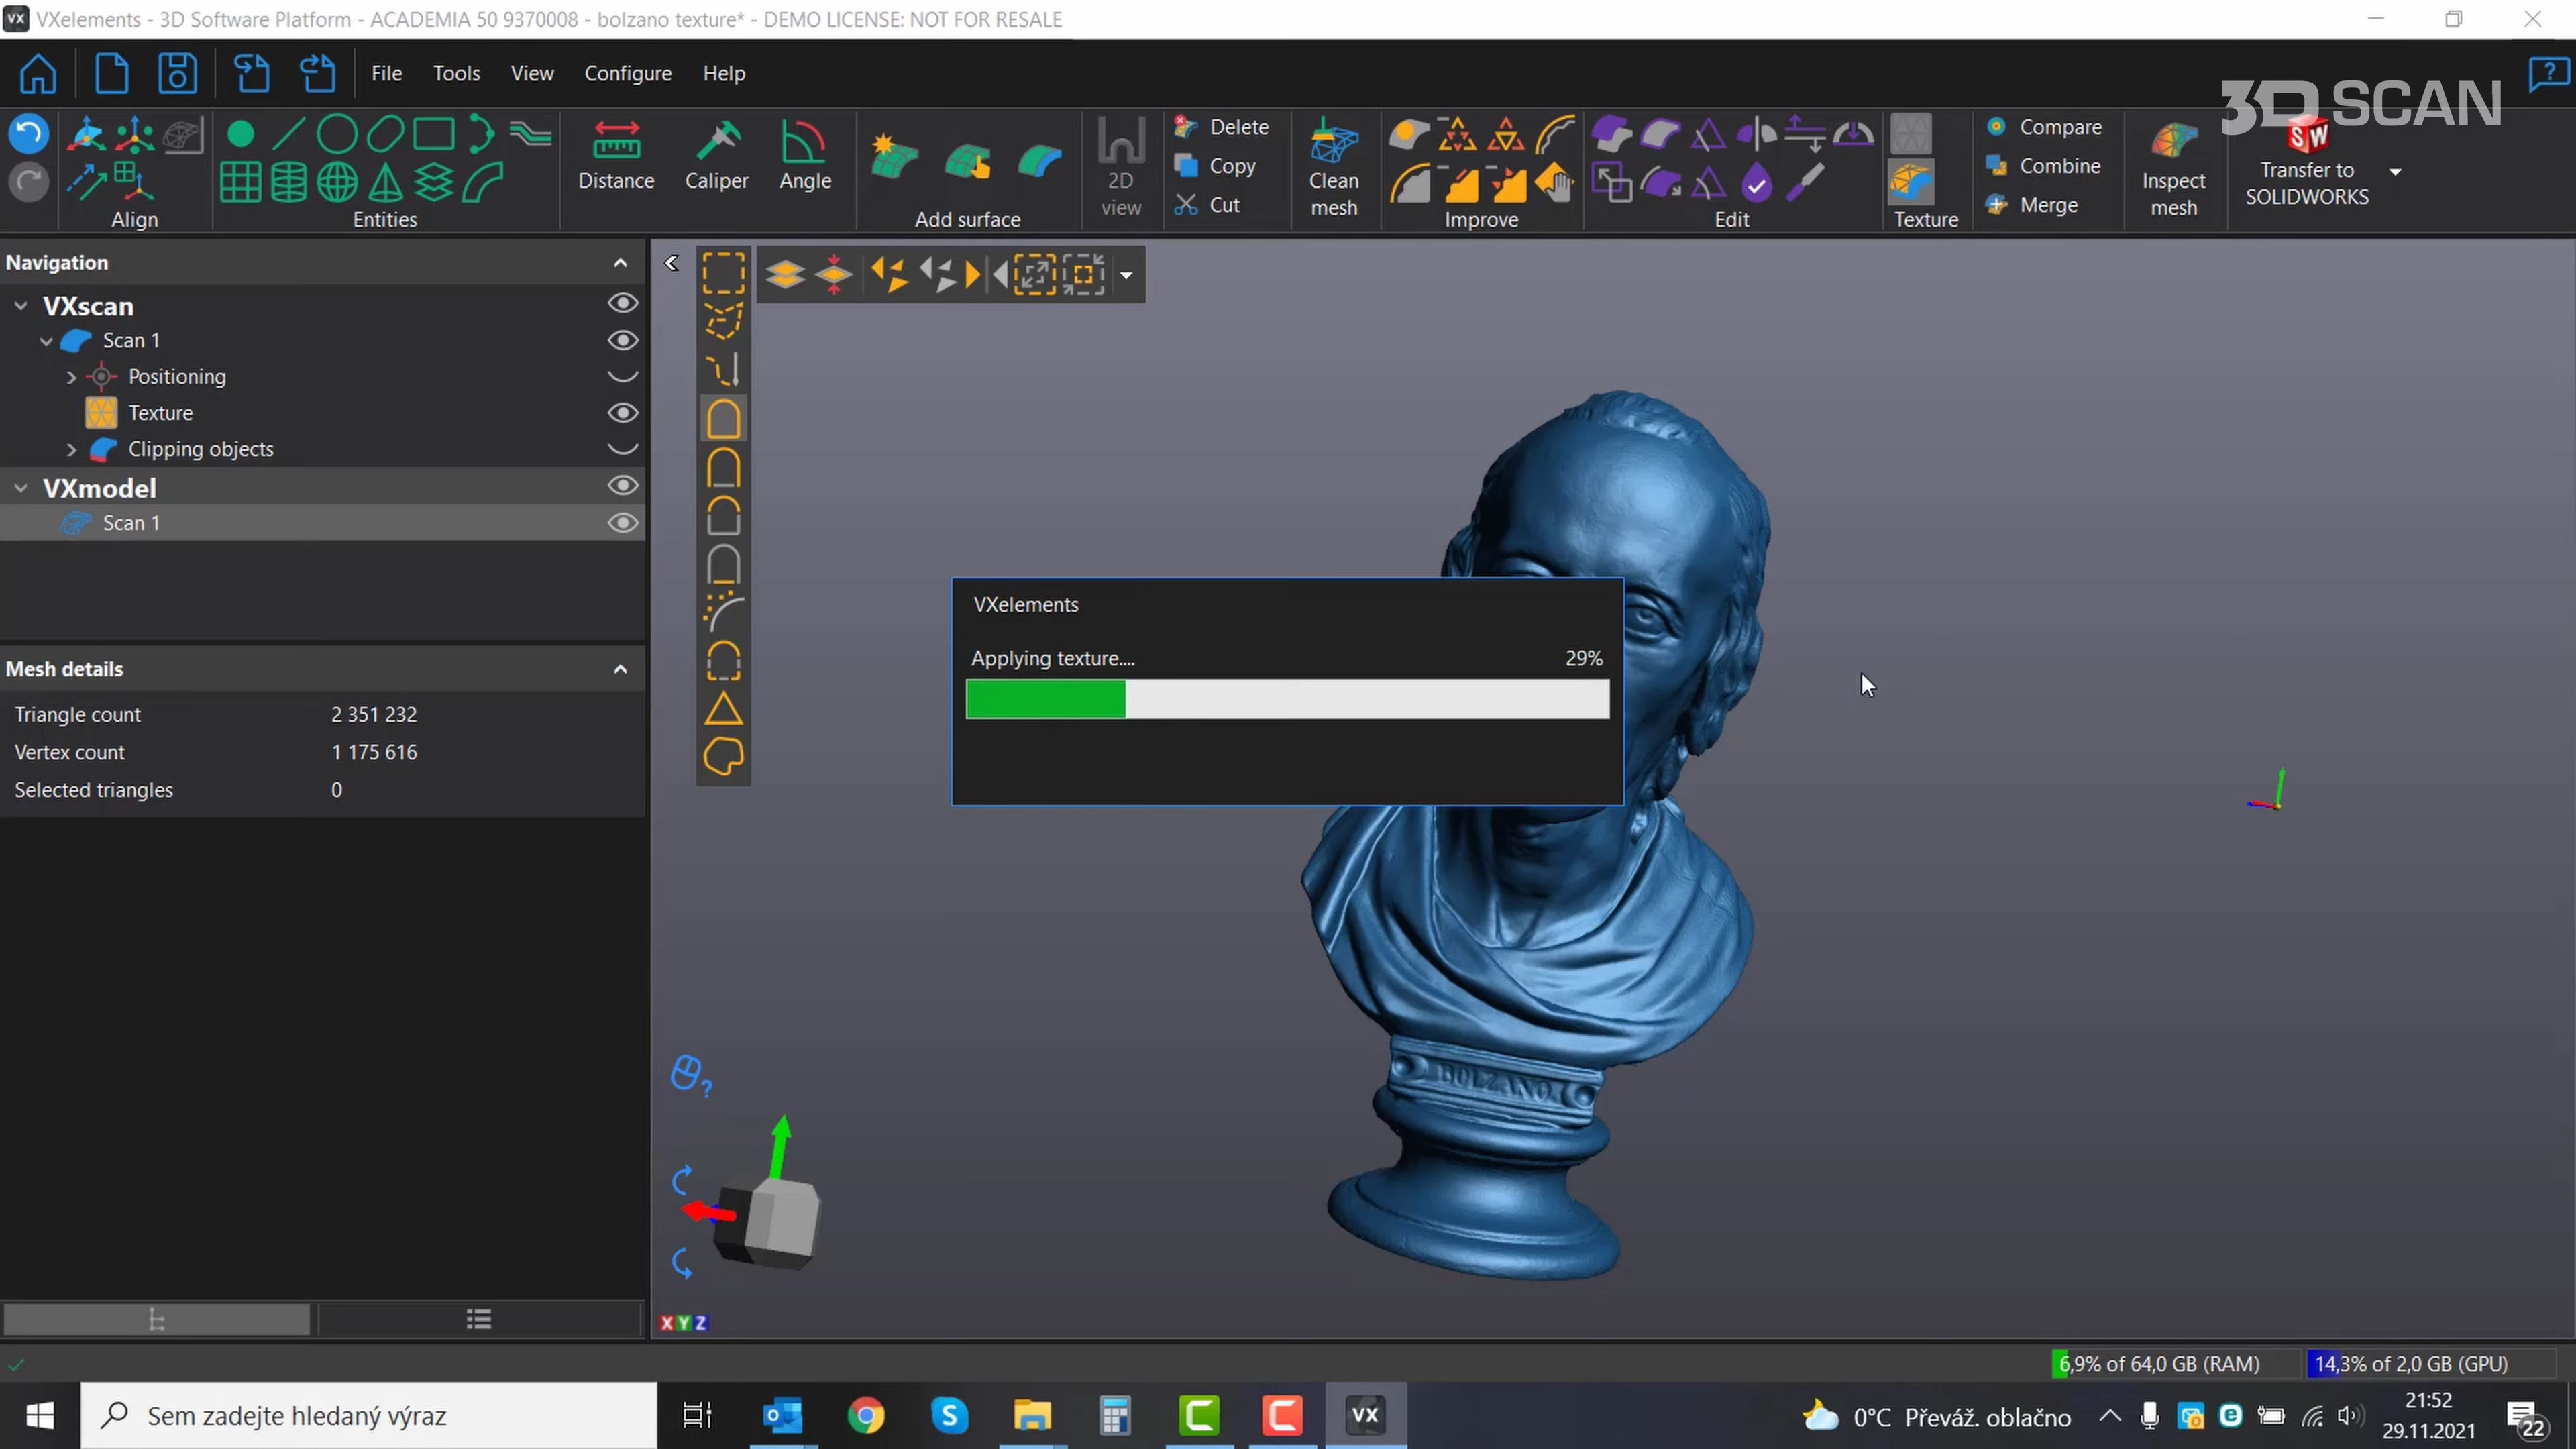 VX VXelements - 3D Software Platform - ACADEMIA 50 9370008 - bolzano texture* - DEMO LICENSE: NOT FOR RESALE
File Tools View Configure Help
3D SCAN
Distance Caliper Angle
2D view
Delete
Copy
Cut
Clean mesh
Compare
Combine
Merge
Inspect mesh
SW
Transfer to SOLIDWORKS
Align Entities Add surface Improve Edit Texture
Navigation
VXscan
Scan 1
Positioning
Texture
Clipping objects
VXmodel
Scan 1
Mesh details
Triangle count 2 351 232
Vertex count 1 175 616
Selected triangles 0
VXelements
Applying texture.... 29%
BOLZANO
X Y Z
6,9% of 64,0 GB (RAM) 14,3% of 2,0 GB (GPU)
Sem zadejte hledaný výraz
VX
0°C Převáž. oblačno
21:52
29.11.2021
22